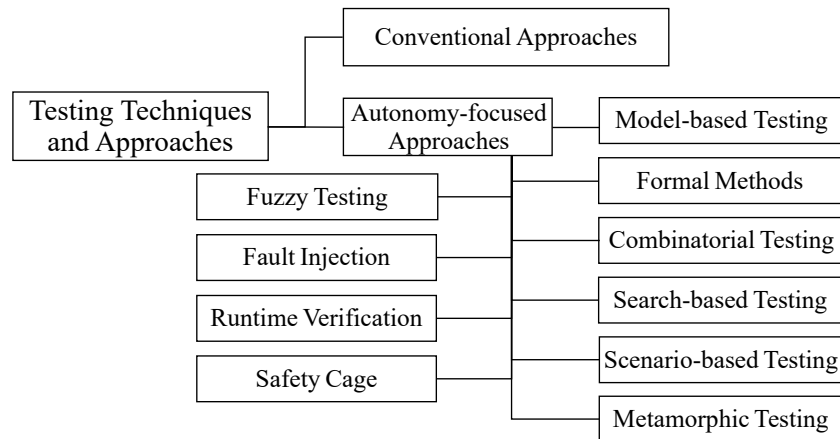 Conventional Approaches
Testing Techniques
and Approaches
Autonomy-focused
Approaches
Model-based Testing
Fuzzy Testing
Formal Methods
Fault Injection
Combinatorial Testing
Runtime Verification
Search-based Testing
Safety Cage
Scenario-based Testing
Metamorphic Testing